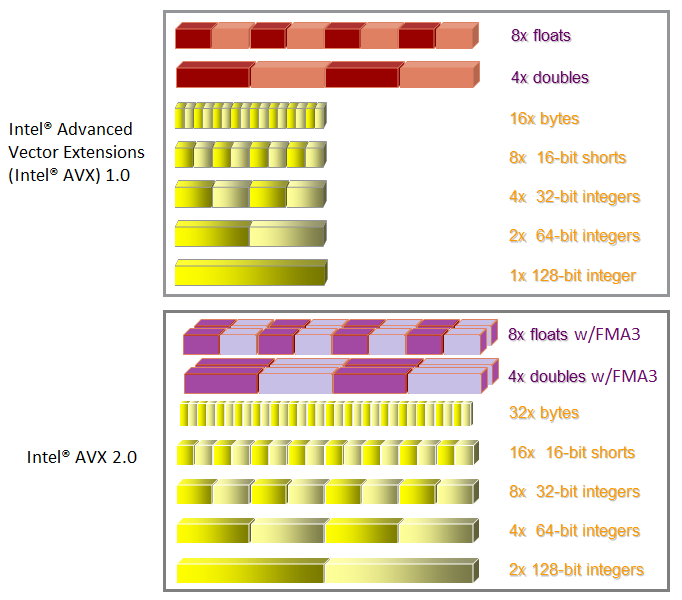 8x floats
4x doubles
16x bytes
Intel® Advanced
Vector Extensions
(Intel® AVX) 1.0
8x 16-bit shorts
4x 32-bit integers
2x 64-bit integers
1x 128-bit integer
8x floats w/FMA3
4x doubles w/FMA3
32x bytes
Intel® AVX 2.0
16x 16-bit shorts
8x 32-bit integers
4x 64-bit integers
2x 128-bit integers